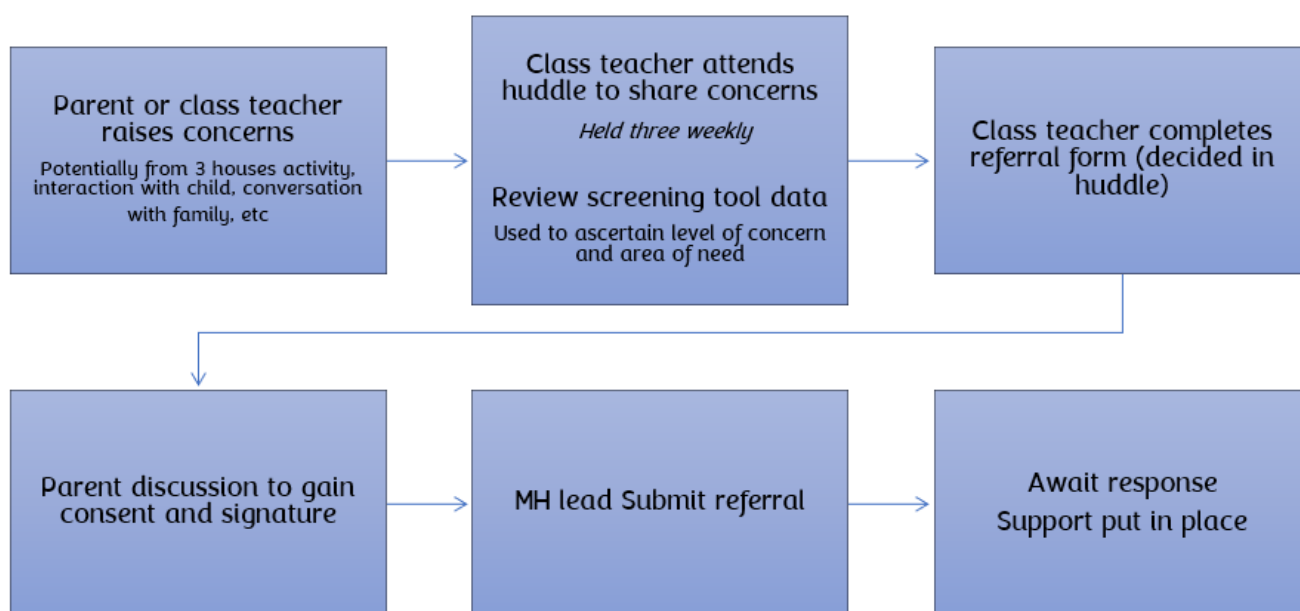 Parent or class teacher
raises concerns
Potentially from 3 houses activity,
interaction with child, conversation
with family, etc
Class teacher attends
huddle to share concerns
Held three weekly
Review screening tool data
Used to ascertain level of concern
and area of need
Class teacher completes
referral form (decided in
huddle)
Parent discussion to gain
consent and signature
MH lead Submit referral
Await response
Support put in place